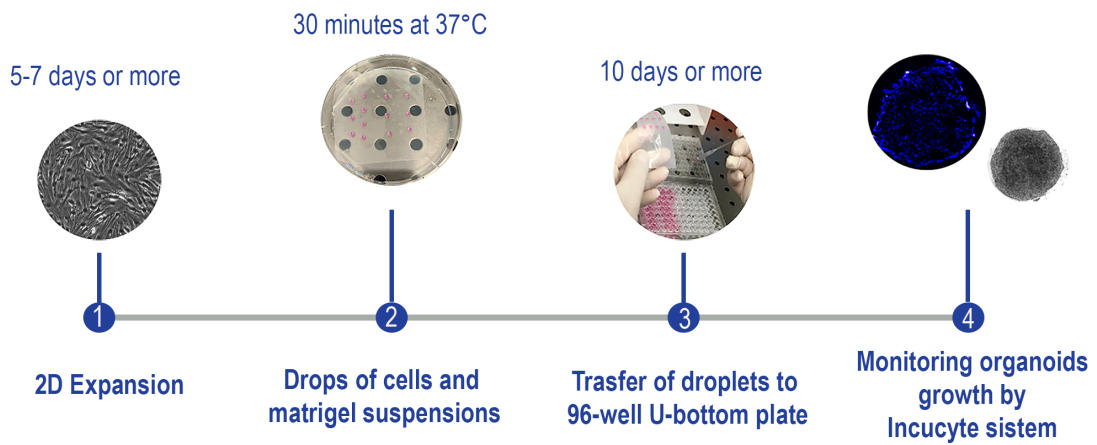 30 minutes at 37°C
5-7 days or more
10 days or more
1
2
3
4
2D Expansion
Drops of cells and
matrigel suspensions
Trasfer of droplets to
96-well U-bottom plate
Monitoring organoids
growth by
Incucyte sistem